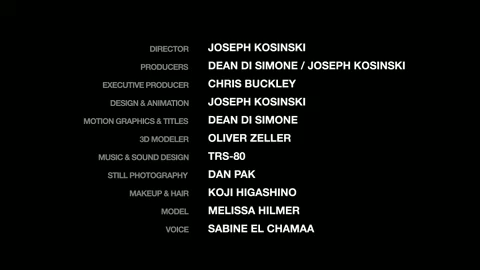 DIRECTOR JOSEPH KOSINSKI
PRODUCERS DEAN DI SIMONE / JOSEPH KOSINSKI
EXECUTIVE PRODUCER CHRIS BUCKLEY
DESIGN & ANIMATION JOSEPH KOSINSKI
MOTION GRAPHICS & TITLES DEAN DI SIMONE
3D MODELER OLIVER ZELLER
MUSIC & SOUND DESIGN TRS-80
STILL PHOTOGRAPHY DAN PAK
MAKEUP & HAIR KOJI HIGASHINO
MODEL MELISSA HILMER
VOICE SABINE EL CHAMAA